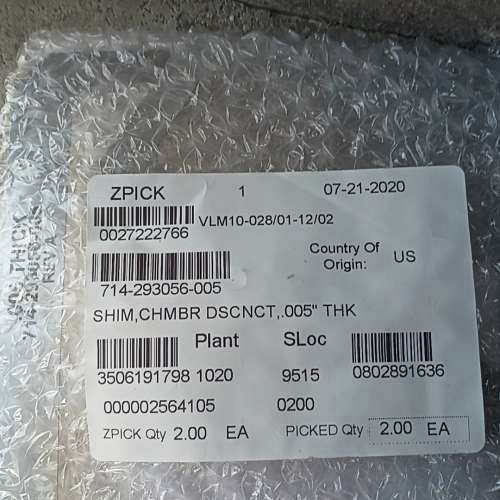 ZPICK 1 07-21-2020
VLM10-028/01-12/02
0027222766
Country Of
Origin: US
714-293056-005
SHIM,CHMBR DSCNCT,.005" THK
Plant SLoc
3506191798 1020 9515 0802891636
000002564105 0200
ZPICK Qty 2.00 EA PICKED Qty 2.00 EA
THICK
REV A